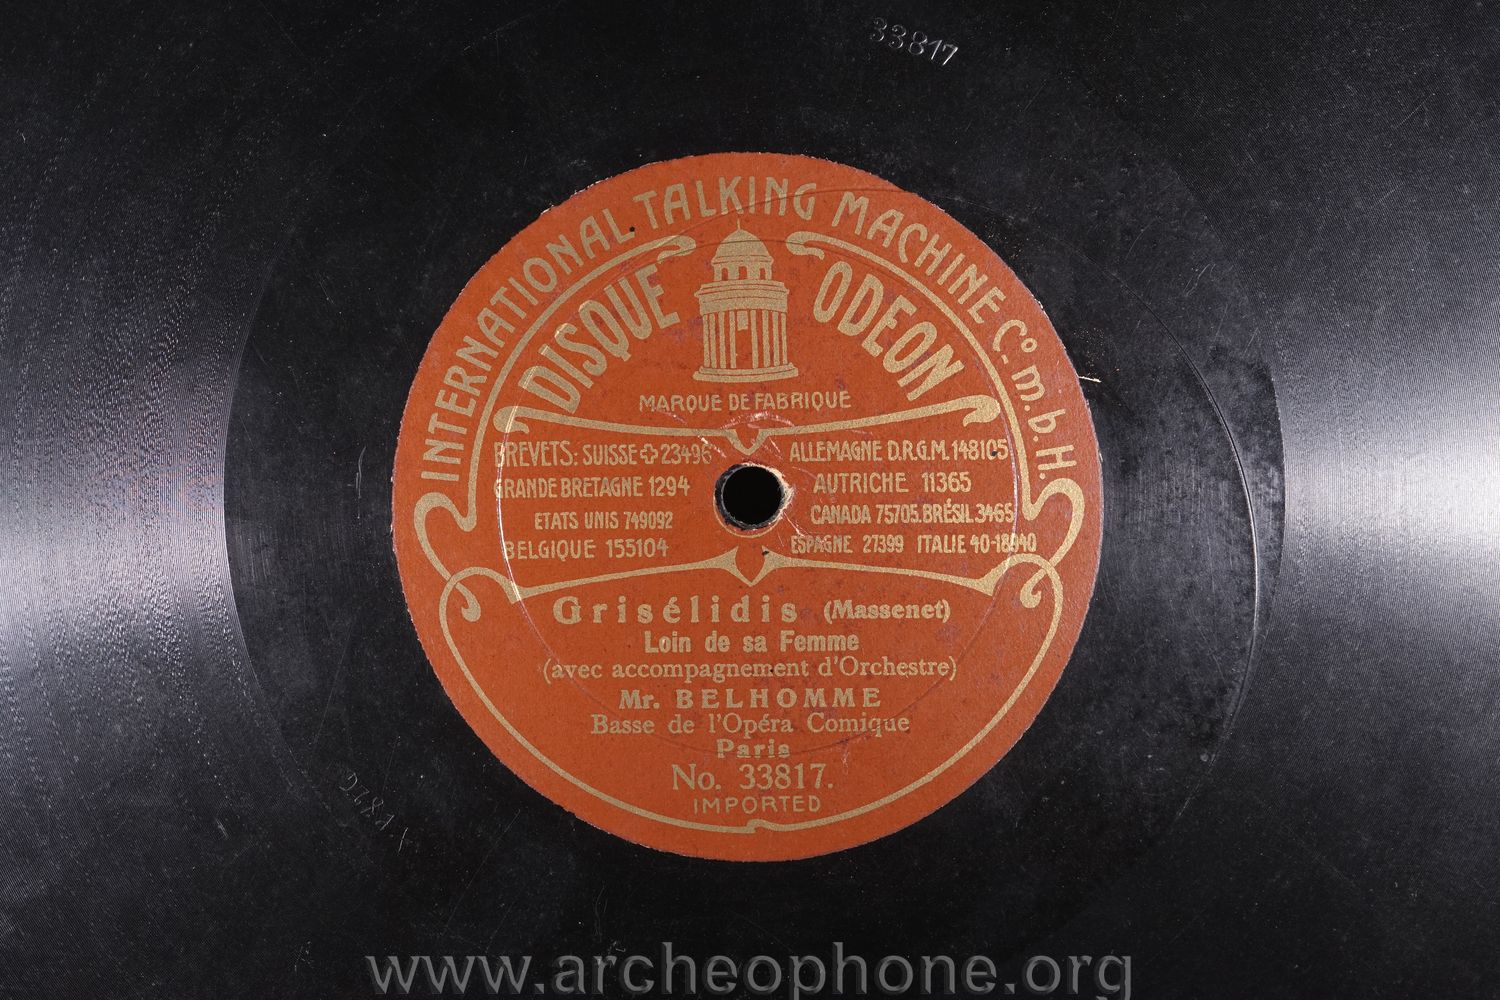 33817
INTERNATIONAL TALKING MACHINE Co. m.b.H.
DISQUE ODEON
MARQUE DE FABRIQUE
BREVETS: SUISSE 23496
GRANDE BRETAGNE 1294
ETATS UNIS 749092
BELGIQUE 155104
ALLEMAGNE D.R.G.M. 148105
AUTRICHE 11365
CANADA 75705. BRÉSIL. 3465
ESPAGNE 27399 ITALIE 40-18940
Grisélidis (Massenet)
Loin de sa Femme
(avec accompagnement d'Orchestre)
Mr. BELHOMME
Basse de l'Opéra Comique
Paris
No. 33817.
IMPORTED
www.archeophone.org